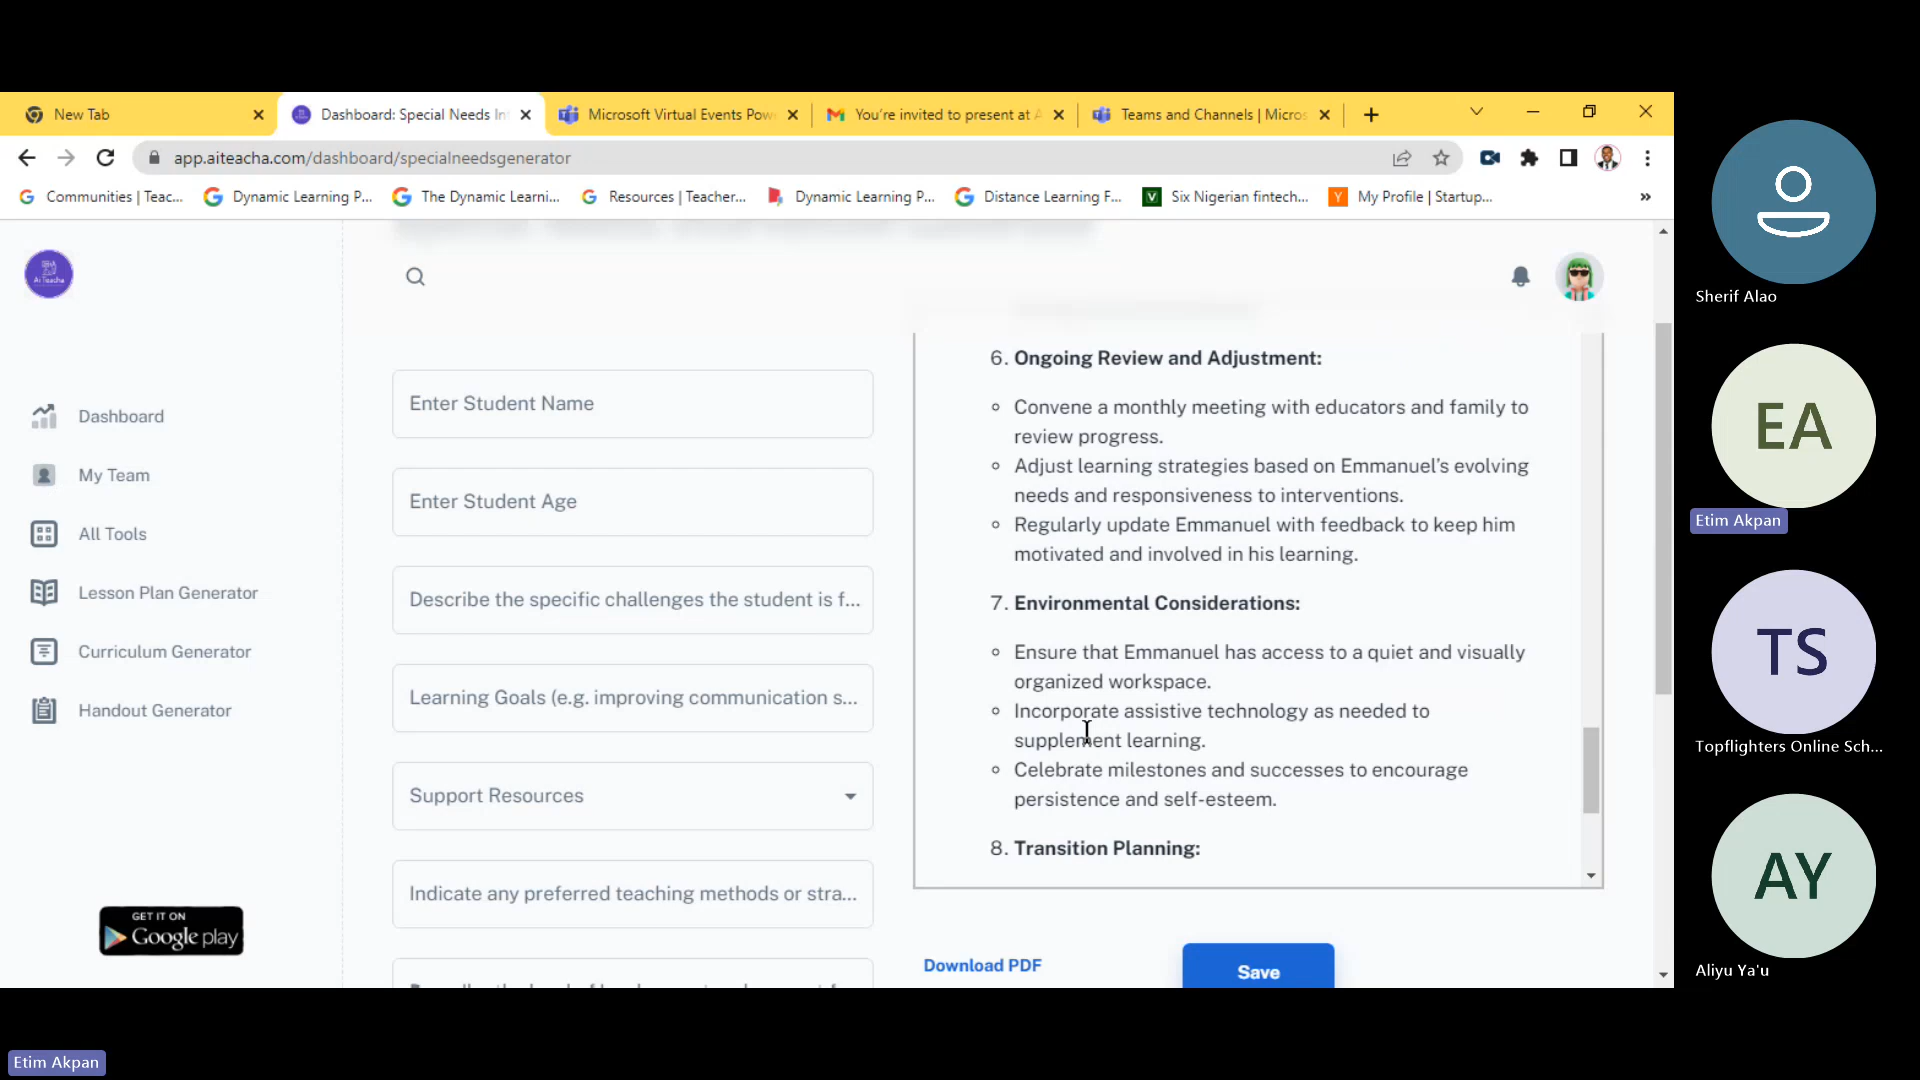 New Tab
Dashboard: Special Needs In
Microsoft Virtual Events Pow
You're invited to present at A
Teams and Channels | Micros
app.aiteacha.com/dashboard/specialneedsgenerator
Communities | Teac...
Dynamic Learning P...
The Dynamic Learni...
Resources | Teacher...
Dynamic Learning P...
Distance Learning F...
Six Nigerian fintech...
My Profile | Startup...
Ai Teacha
Dashboard
My Team
All Tools
Lesson Plan Generator
Curriculum Generator
Handout Generator
GET IT ON
Google play
Enter Student Name
Enter Student Age
Describe the specific challenges the student is f...
Learning Goals (e.g. improving communication s...
Support Resources
Indicate any preferred teaching methods or stra...
6. Ongoing Review and Adjustment:
Convene a monthly meeting with educators and family to
review progress.
Adjust learning strategies based on Emmanuel's evolving
needs and responsiveness to interventions.
Regularly update Emmanuel with feedback to keep him
motivated and involved in his learning.
7. Environmental Considerations:
Ensure that Emmanuel has access to a quiet and visually
organized workspace.
Incorporate assistive technology as needed to
supplement learning.
Celebrate milestones and successes to encourage
persistence and self-esteem.
8. Transition Planning:
Download PDF
Save
Sherif Alao
EA
Etim Akpan
TS
Topflighters Online Sch...
AY
Aliyu Ya'u
Etim Akpan